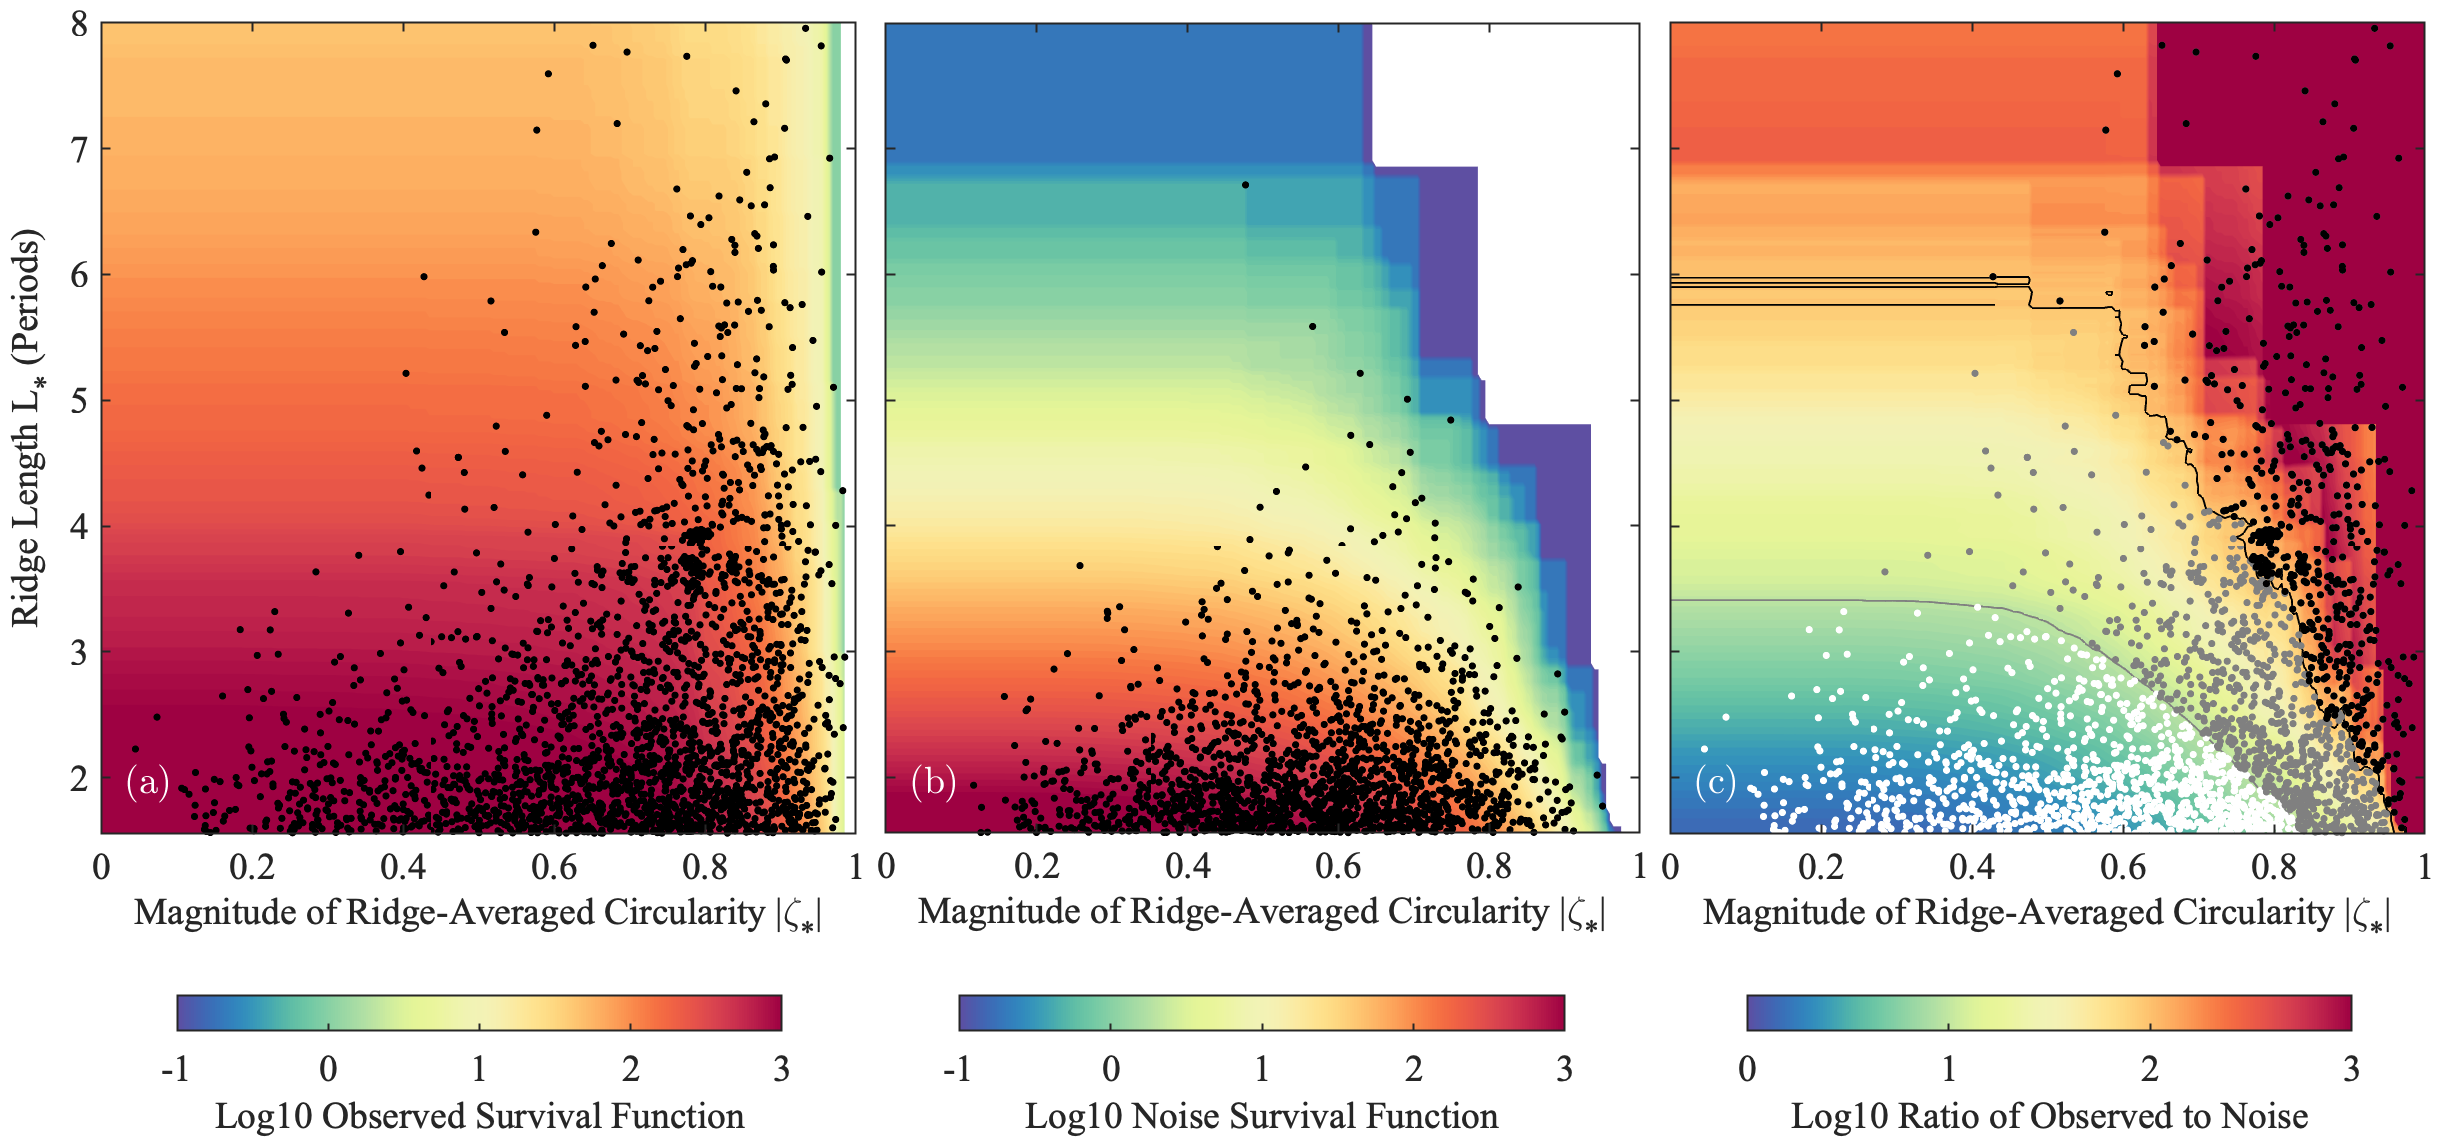 8
7
6
5
4
3
2
Ridge Length L* (Periods)
(a)
(b)
(c)
0 0.2 0.4 0.6 0.8 1
0 0.2 0.4 0.6 0.8 1
0 0.2 0.4 0.6 0.8 1
Magnitude of Ridge-Averaged Circularity |ζ*|
Magnitude of Ridge-Averaged Circularity |ζ*|
Magnitude of Ridge-Averaged Circularity |ζ*|
-1 0 1 2 3
Log10 Observed Survival Function
-1 0 1 2 3
Log10 Noise Survival Function
0 1 2 3
Log10 Ratio of Observed to Noise